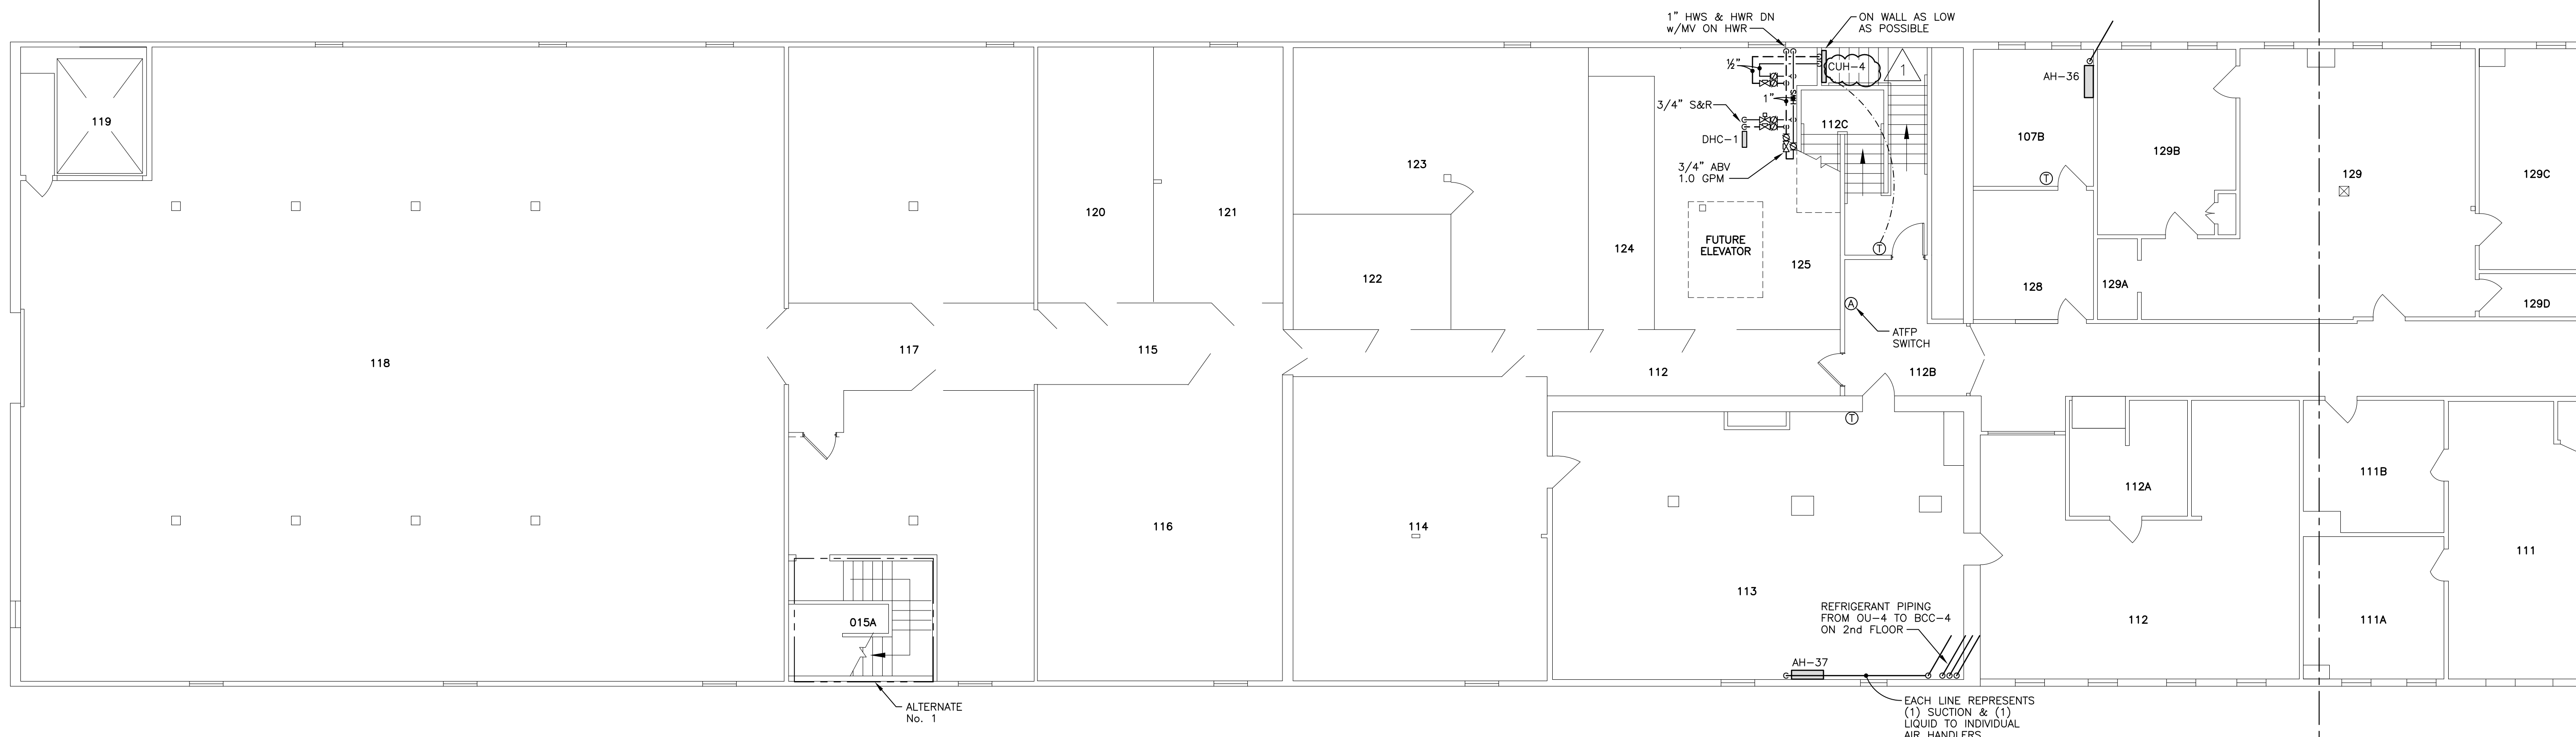 1" HWS & HWR DN
w/MV ON HWR
ON WALL AS LOW
AS POSSIBLE
½"
CUH-4
1
AH-36
3/4" S&R
1"
HWS
119
112C
107B
129B
129
129C
DHC-1
123
3/4" ABV
1.0 GPM
120
121
124
FUTURE
ELEVATOR
125
T
T
122
128
129A
129D
A
ATFP
SWITCH
118
117
115
112
112B
T
116
114
113
112A
111B
111
015A
REFRIGERANT PIPING
FROM OU-4 TO BCC-4
ON 2nd FLOOR
112
111A
AH-37
ALTERNATE
No. 1
EACH LINE REPRESENTS
(1) SUCTION & (1)
LIQUID TO INDIVIDUAL
AIR HANDLERS